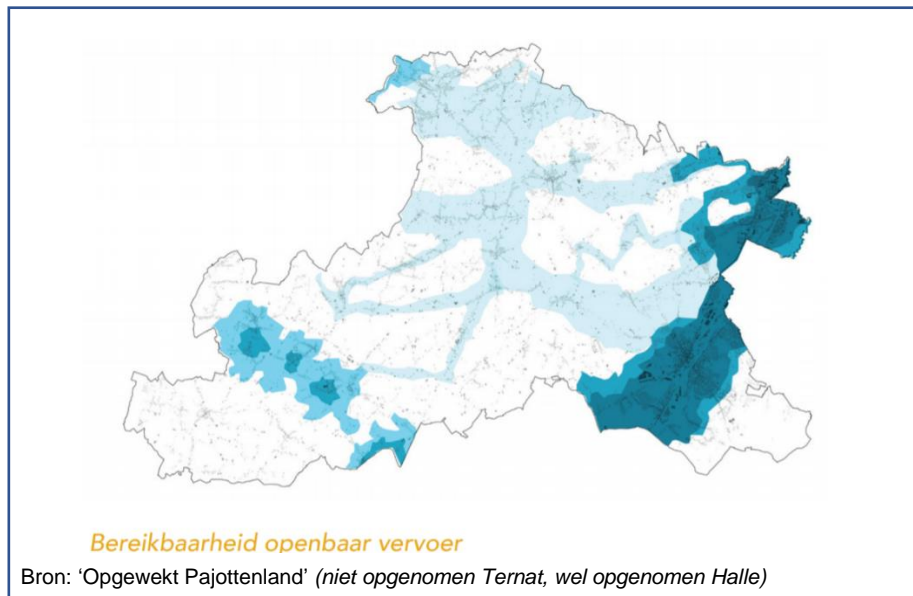 Bereikbaarheid openbaar vervoer
Bron: ‘Opgewekt Pajottenland’ (niet opgenomen Ternat, wel opgenomen Halle)